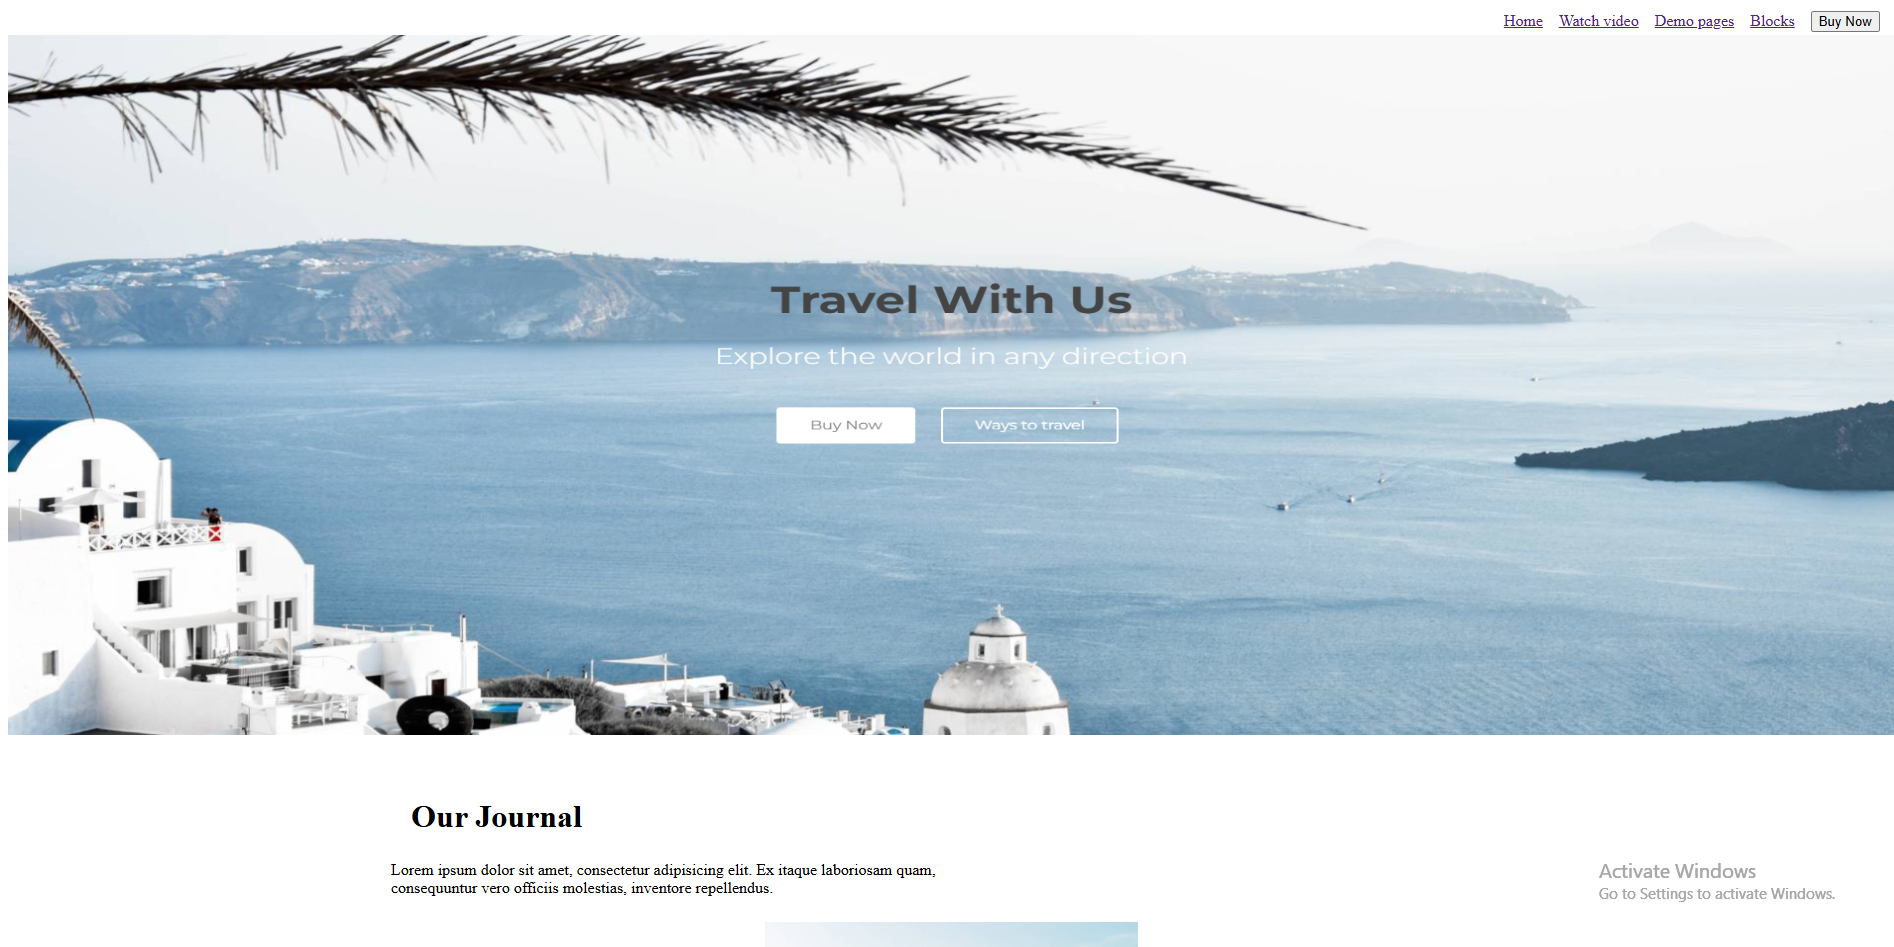 Home Watch video Demo pages Blocks Buy Now
Travel With Us
Explore the world in any direction
Buy Now Ways to travel
Our Journal
Lorem ipsum dolor sit amet, consectetur adipisicing elit. Ex itaque laboriosam quam,
consequuntur vero officiis molestias, inventore repellendus.
Activate Windows
Go to Settings to activate Windows.